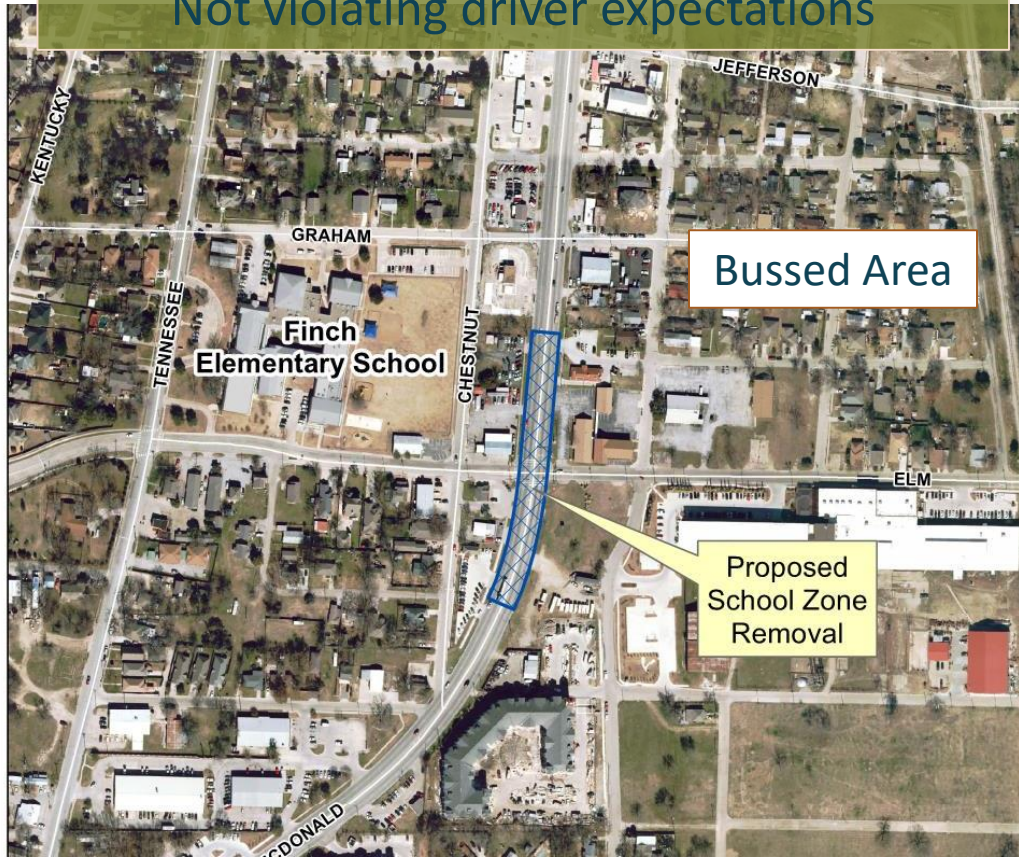 Not violating driver expectations
JEFFERSON
KENTUCKY
GRAHAM
Bussed Area
TENNESSEE
Finch
Elementary School
CHESTNUT
ELM
Proposed
School Zone
Removal